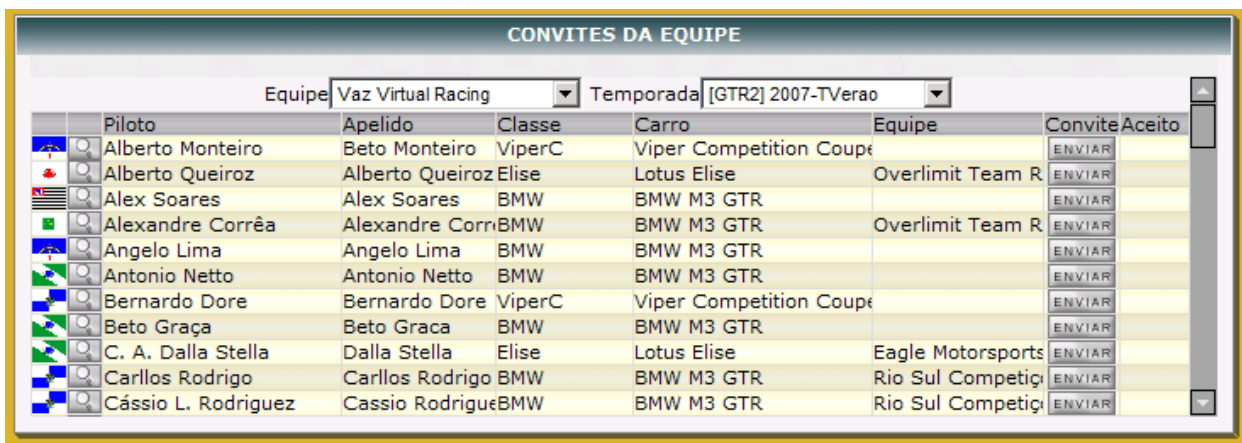 CONVITES DA EQUIPE
Equipe Vaz Virtual Racing Temporada [GTR2] 2007-TVerao
Piloto Apelido Classe Carro Equipe Convite Aceito
Alberto Monteiro Beto Monteiro ViperC Viper Competition Coupe ENVIAR
Alberto Queiroz Alberto Queiroz Elise Lotus Elise Overlimit Team R ENVIAR
Alex Soares Alex Soares BMW BMW M3 GTR ENVIAR
Alexandre Corrêa Alexandre Corr BMW BMW M3 GTR Overlimit Team R ENVIAR
Angelo Lima Angelo Lima BMW BMW M3 GTR ENVIAR
Antonio Netto Antonio Netto BMW BMW M3 GTR ENVIAR
Bernardo Dore Bernardo Dore ViperC Viper Competition Coupe ENVIAR
Beto Graça Beto Graca BMW BMW M3 GTR ENVIAR
C. A. Dalla Stella Dalla Stella Elise Lotus Elise Eagle Motorsports ENVIAR
Carllos Rodrigo Carllos Rodrigo BMW BMW M3 GTR Rio Sul Competiç ENVIAR
Cássio L. Rodriguez Cassio Rodrigue BMW BMW M3 GTR Rio Sul Competiç ENVIAR